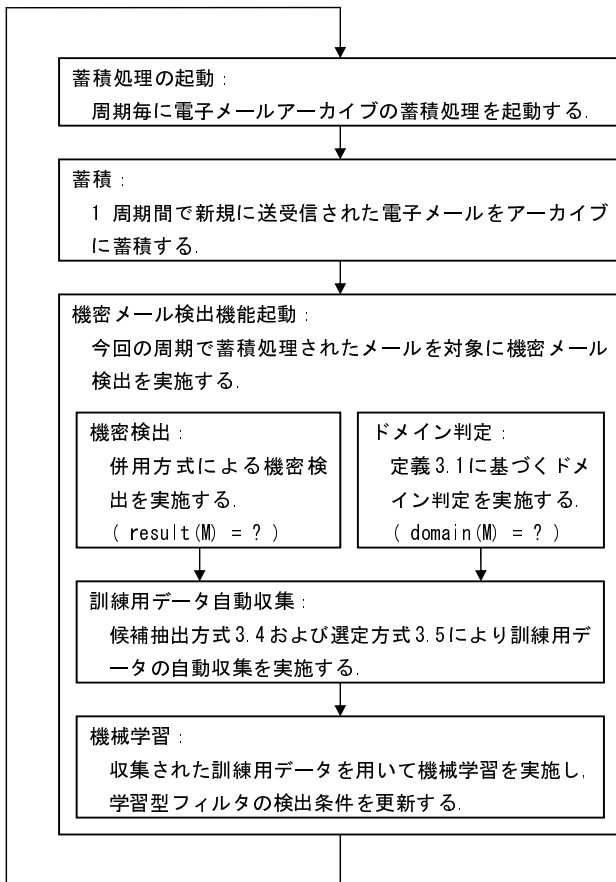 蓄積処理の起動：
周期毎に電子メールアーカイブの蓄積処理を起動する.
蓄積：
1 周期間で新規に送受信された電子メールをアーカイブ
に蓄積する.
機密メール検出機能起動：
今回の周期で蓄積処理されたメールを対象に機密メール
検出を実施する.
機密検出：
併用方式による機密検
出を実施する.
( result(M) = ? )
ドメイン判定：
定義3.1に基づくドメ
イン判定を実施する.
( domain(M) = ? )
訓練用データ自動収集：
候補抽出方式3.4および選定方式3.5により訓練用デ
ータの自動収集を実施する.
機械学習：
収集された訓練用データを用いて機械学習を実施し,
学習型フィルタの検出条件を更新する.